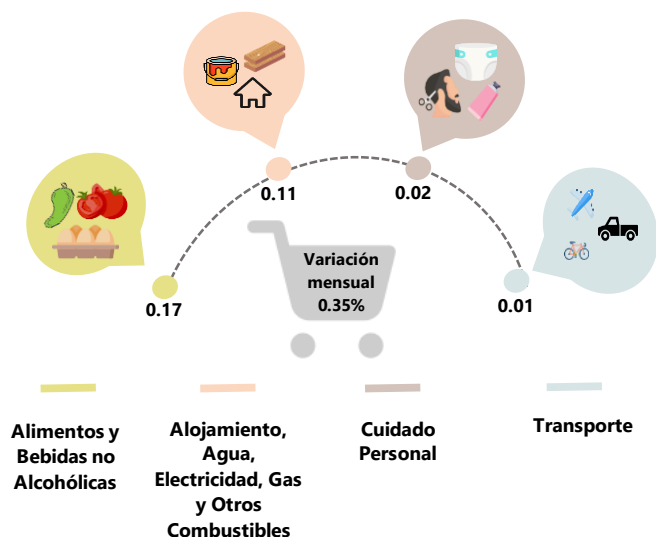 0.11
0.02
Variación
mensual
0.35%
0.17
0.01
Alimentos y
Bebidas no
Alcohólicas
Alojamiento,
Agua,
Electricidad, Gas
y Otros
Combustibles
Cuidado
Personal
Transporte